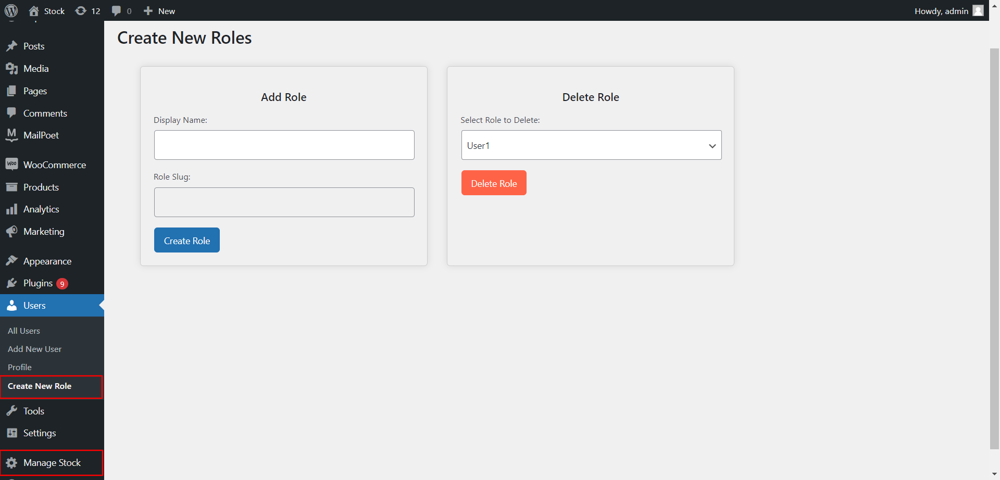 Stock
12
0
New
Howdy, admin
Posts
Media
Pages
Comments
M
MailPoet
Woo
WooCommerce
Products
Analytics
Marketing
Appearance
Plugins 9
Users
All Users
Add New User
Profile
Create New Role
Tools
Settings
Manage Stock
Create New Roles
Add Role
Display Name:
Role Slug:
Create Role
Delete Role
Select Role to Delete:
User1
Delete Role